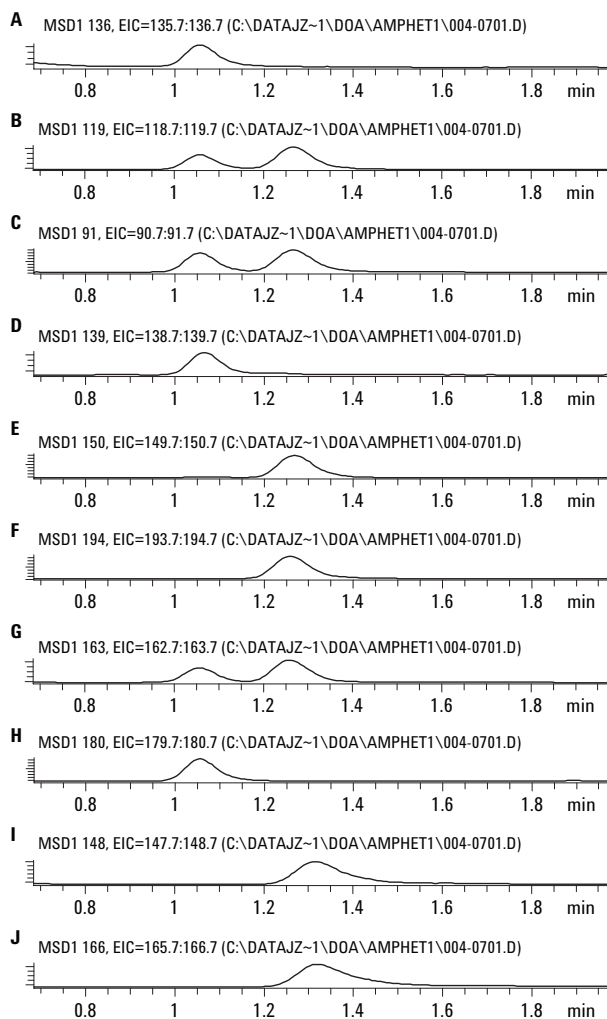 A MSD1 136, EIC=135.7:136.7 (C:\DATAJZ~1\DOA\AMPHET1\004-0701.D)
0.8 1 1.2 1.4 1.6 1.8 min
B MSD1 119, EIC=118.7:119.7 (C:\DATAJZ~1\DOA\AMPHET1\004-0701.D)
0.8 1 1.2 1.4 1.6 1.8 min
C MSD1 91, EIC=90.7:91.7 (C:\DATAJZ~1\DOA\AMPHET1\004-0701.D)
0.8 1 1.2 1.4 1.6 1.8 min
D MSD1 139, EIC=138.7:139.7 (C:\DATAJZ~1\DOA\AMPHET1\004-0701.D)
0.8 1 1.2 1.4 1.6 1.8 min
E MSD1 150, EIC=149.7:150.7 (C:\DATAJZ~1\DOA\AMPHET1\004-0701.D)
0.8 1 1.2 1.4 1.6 1.8 min
F MSD1 194, EIC=193.7:194.7 (C:\DATAJZ~1\DOA\AMPHET1\004-0701.D)
0.8 1 1.2 1.4 1.6 1.8 min
G MSD1 163, EIC=162.7:163.7 (C:\DATAJZ~1\DOA\AMPHET1\004-0701.D)
0.8 1 1.2 1.4 1.6 1.8 min
H MSD1 180, EIC=179.7:180.7 (C:\DATAJZ~1\DOA\AMPHET1\004-0701.D)
0.8 1 1.2 1.4 1.6 1.8 min
I MSD1 148, EIC=147.7:148.7 (C:\DATAJZ~1\DOA\AMPHET1\004-0701.D)
0.8 1 1.2 1.4 1.6 1.8 min
J MSD1 166, EIC=165.7:166.7 (C:\DATAJZ~1\DOA\AMPHET1\004-0701.D)
0.8 1 1.2 1.4 1.6 1.8 min